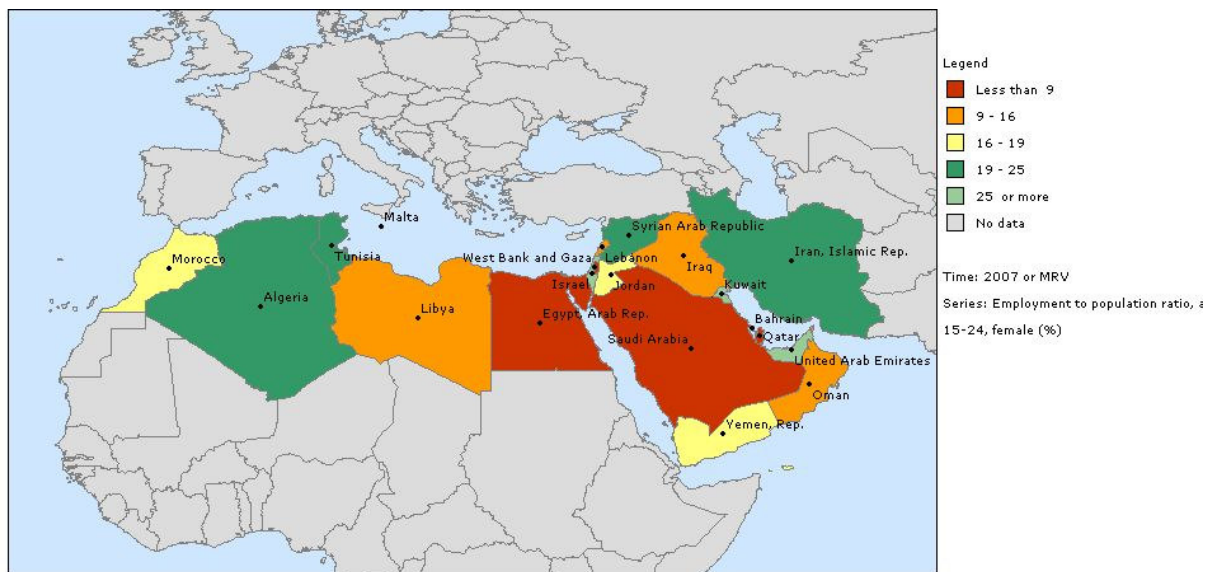 Legend
Less than 9
9 - 16
16 - 19
19 - 25
25 or more
No data
Time: 2007 or MRV
Series: Employment to population ratio,
15-24, female (%)
Malta
Morocco
Tunisia
Algeria
Libya
Egypt, Arab Rep.
Syrian Arab Republic
West Bank and Gaza
Lebanon
Israel
Jordan
Iraq
Iran, Islamic Rep.
Kuwait
Bahrain
Qatar
Saudi Arabia
United Arab Emirates
Oman
Yemen, Rep.